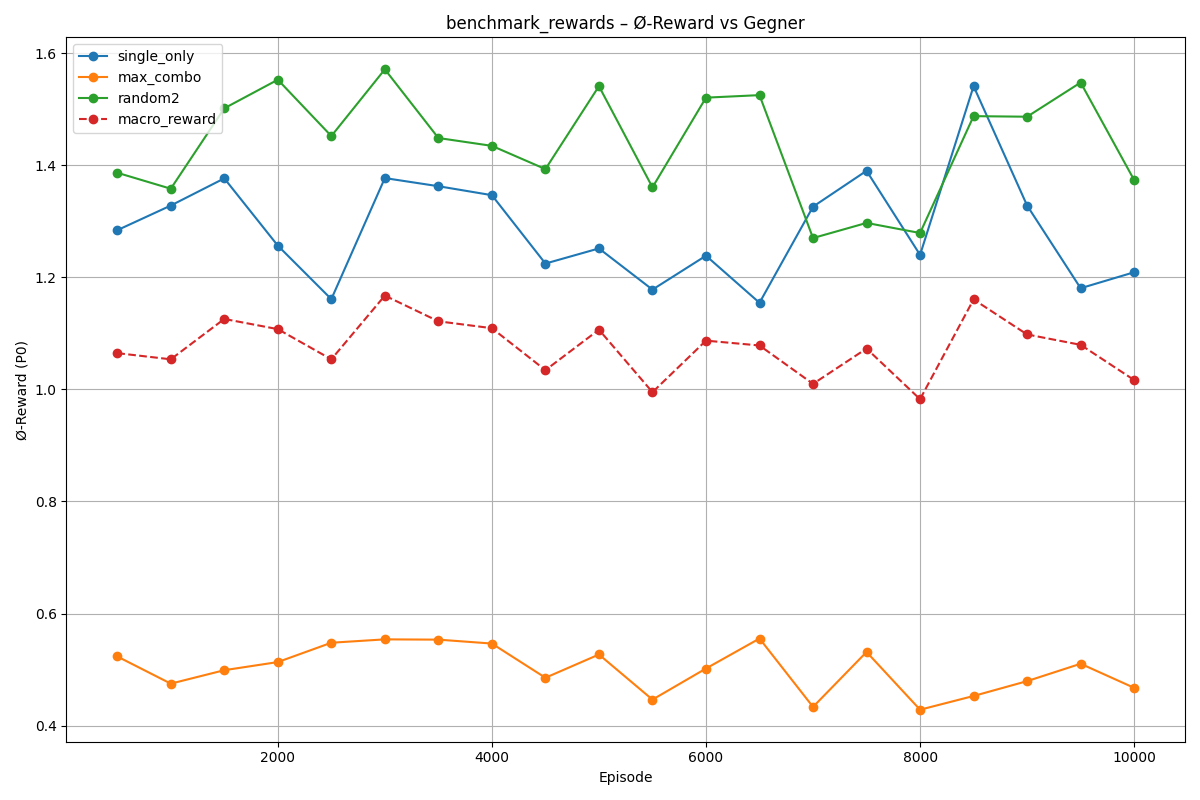 benchmark_rewards – Ø-Reward vs Gegner
single_only
max_combo
random2
macro_reward
Ø-Reward (P0)
1.6
1.4
1.2
1.0
0.8
0.6
0.4
2000 4000 6000 8000 10000
Episode